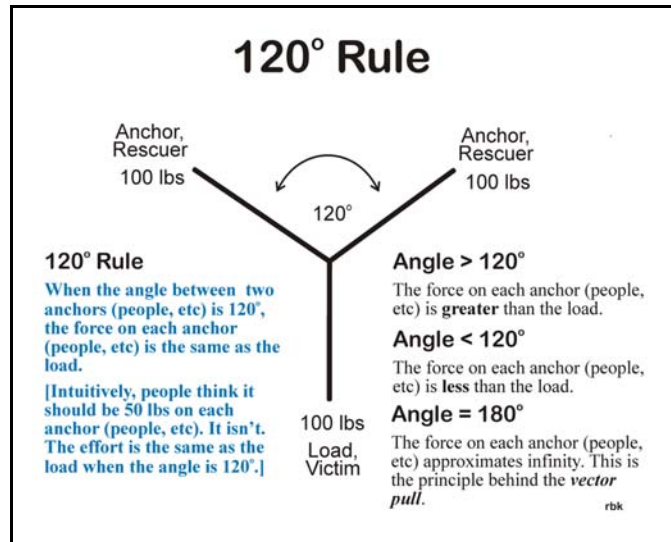 120° Rule
Anchor,
Rescuer
100 lbs
Anchor,
Rescuer
100 lbs
120°
120° Rule
When the angle between two
anchors (people, etc) is 120°,
the force on each anchor
(people, etc) is the same as the
load.
[Intuitively, people think it
should be 50 lbs on each
anchor (people, etc). It isn't.
The effort is the same as the
load when the angle is 120°.]
100 lbs
Load,
Victim
Angle > 120°
The force on each anchor (people,
etc) is greater than the load.
Angle < 120°
The force on each anchor (people,
etc) is less than the load.
Angle = 180°
The force on each anchor (people,
etc) approximates infinity. This is
the principle behind the vector
pull.
rbk